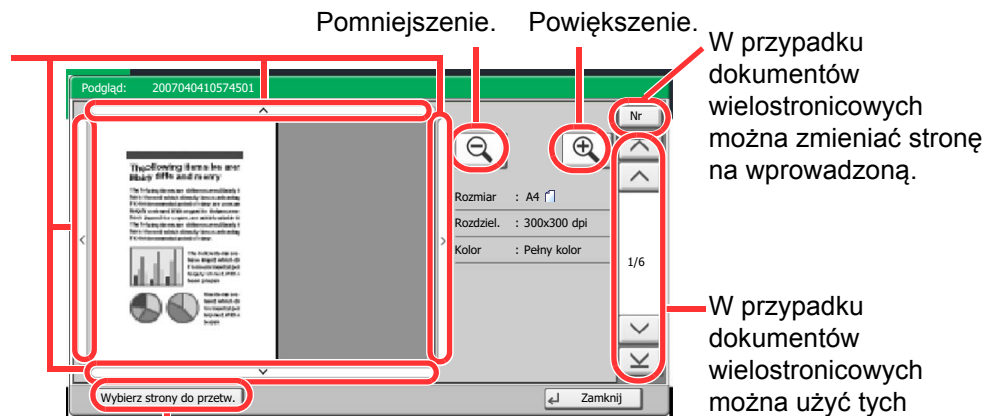 Pomniejszenie.
Powiększenie.
W przypadku
dokumentów
wielostronicowych
można zmieniać stronę
na wprowadzoną.
Podgląd: 2007040410574501
Nr
Rozmiar : A4
Rozdziel. : 300x300 dpi
Kolor : Pełny kolor
1/6
W przypadku
dokumentów
wielostronicowych
można użyć tych
Wybierz strony do przetw.
Zamknij